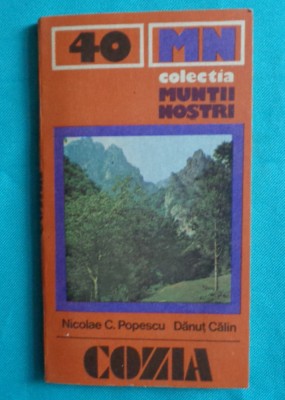 40 MN
colecția
MUNȚII
NOȘTRI
Nicolae C. Popescu Dănuț Călin
COZIA